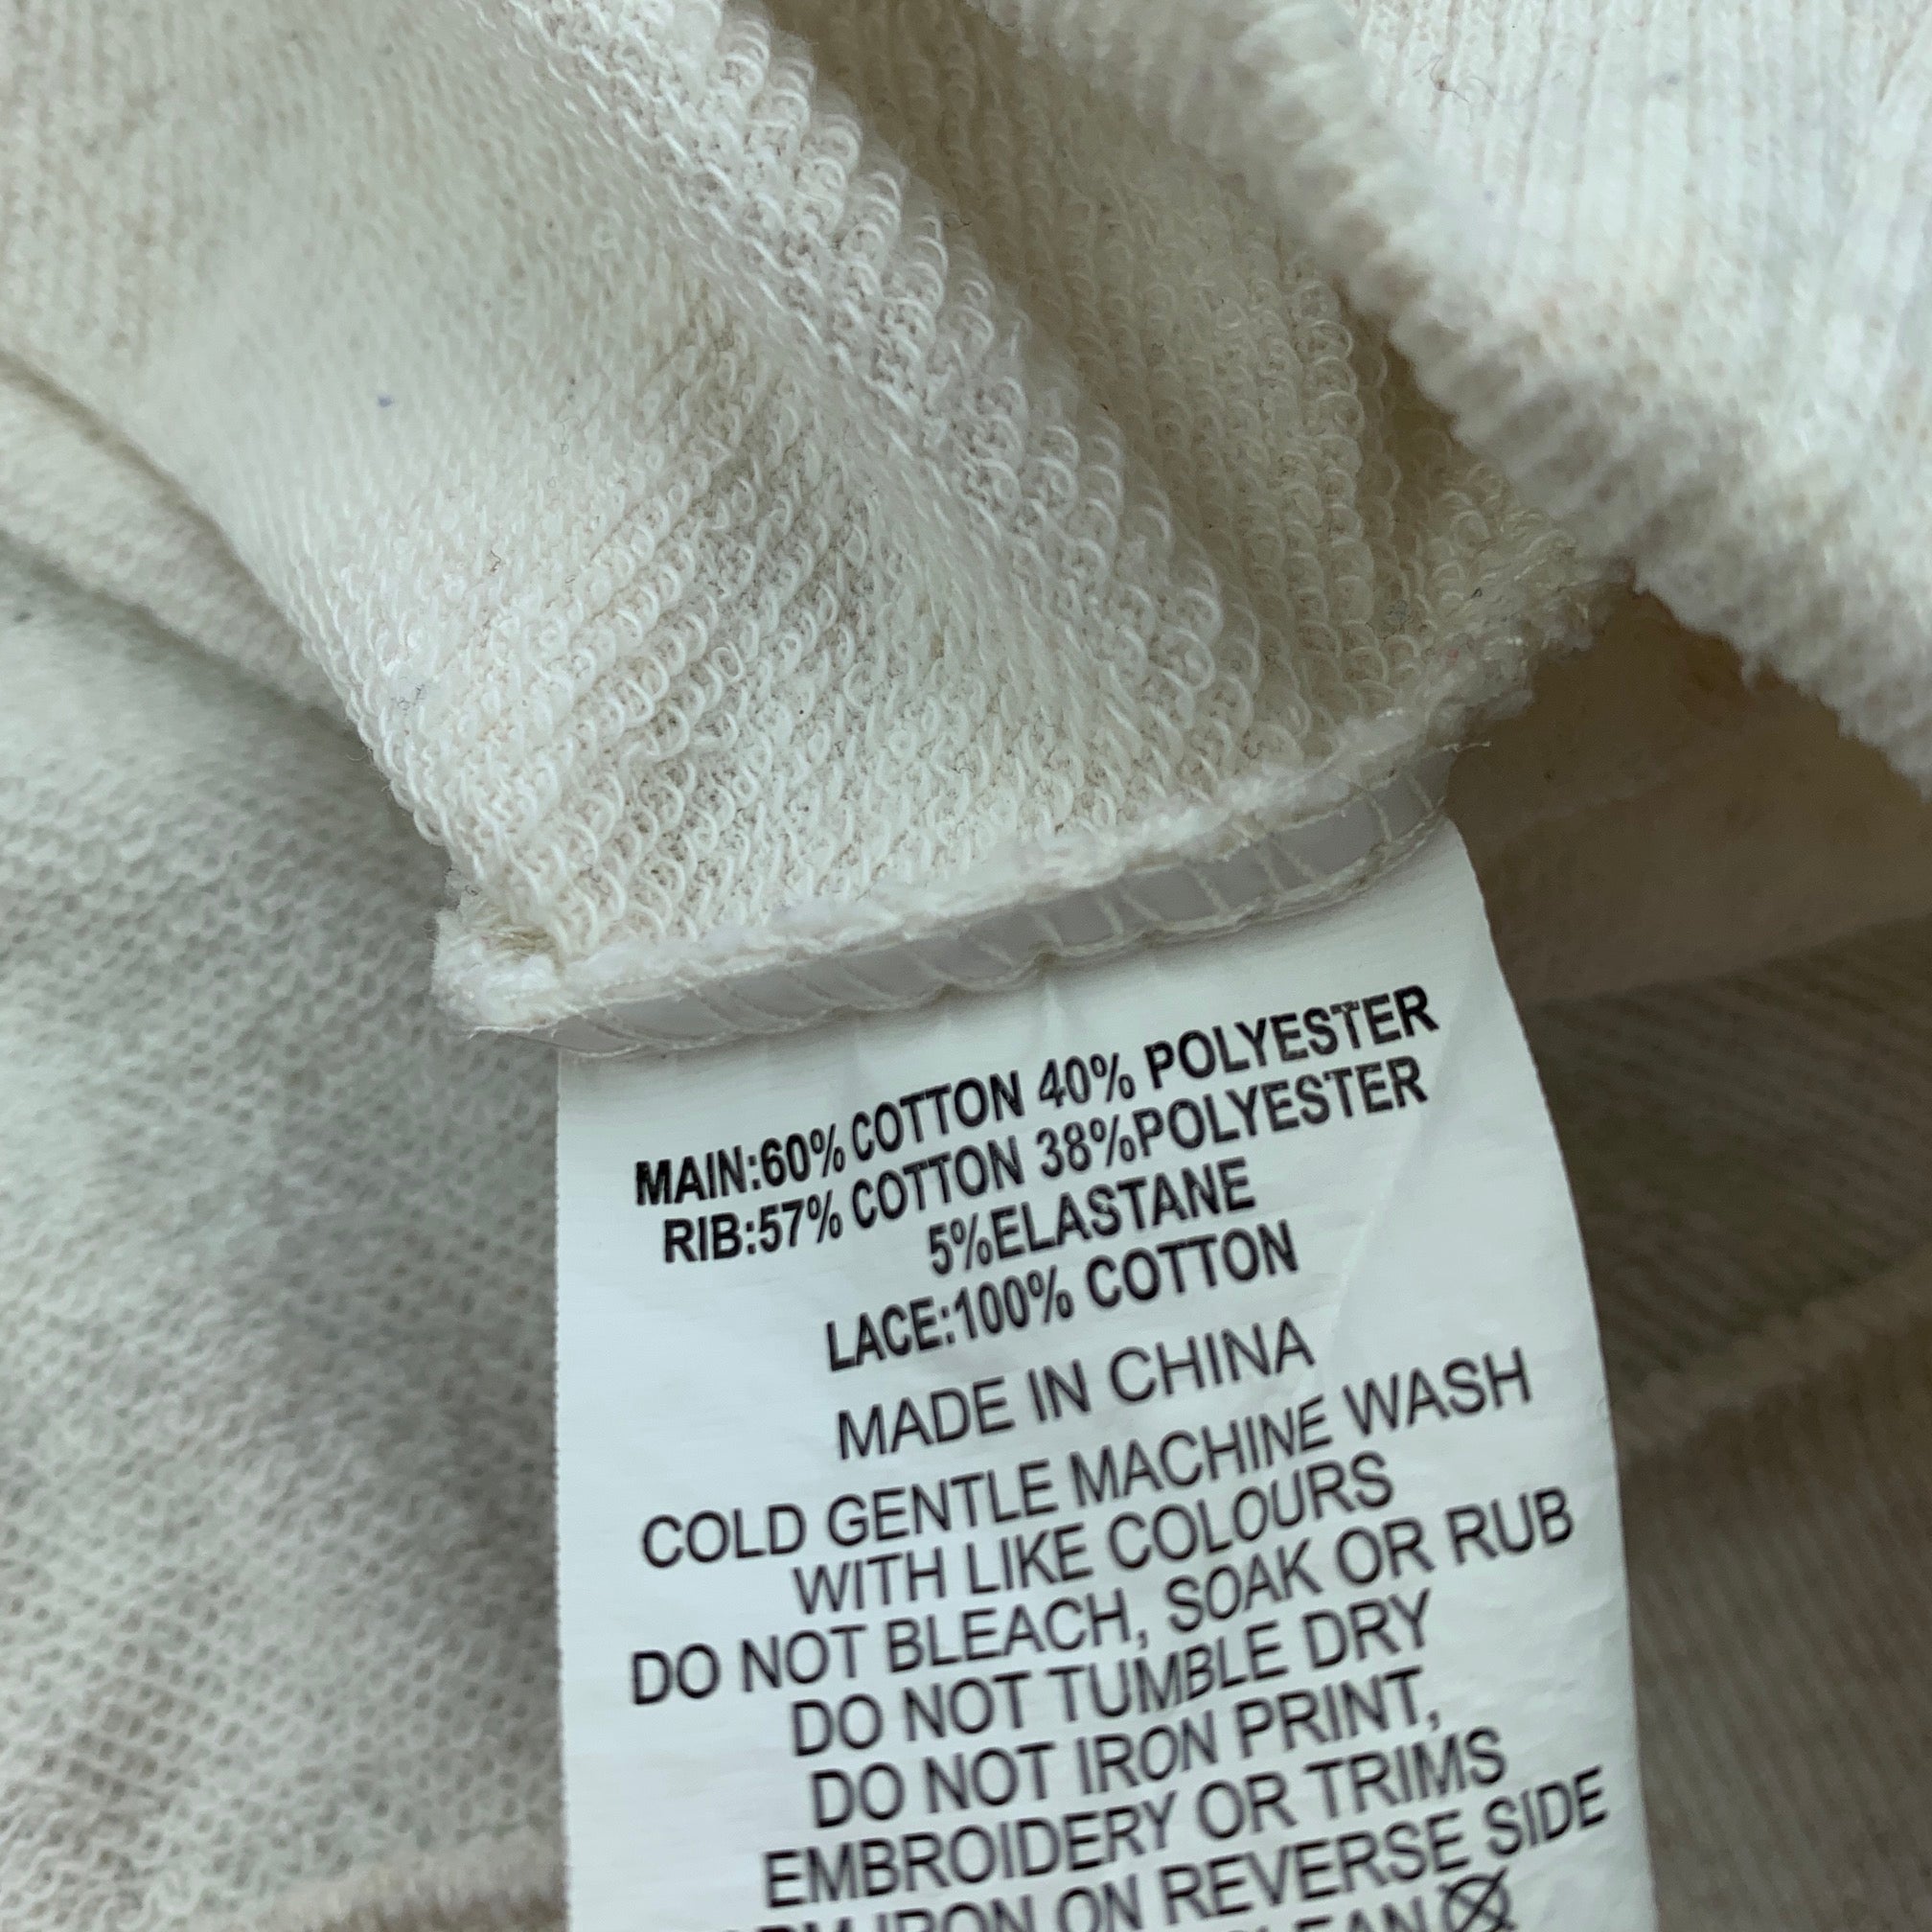 MAIN:60% COTTON 40% POLYESTER
RIB:57% COTTON 38%POLYESTER
5%ELASTANE
LACE:100% COTTON
MADE IN CHINA
COLD GENTLE MACHINE WASH
WITH LIKE COLOURS
DO NOT BLEACH, SOAK OR RUB
DO NOT TUMBLE DRY
DO NOT IRON PRINT,
EMBROIDERY OR TRIMS
IRON ON REVERSE SIDE